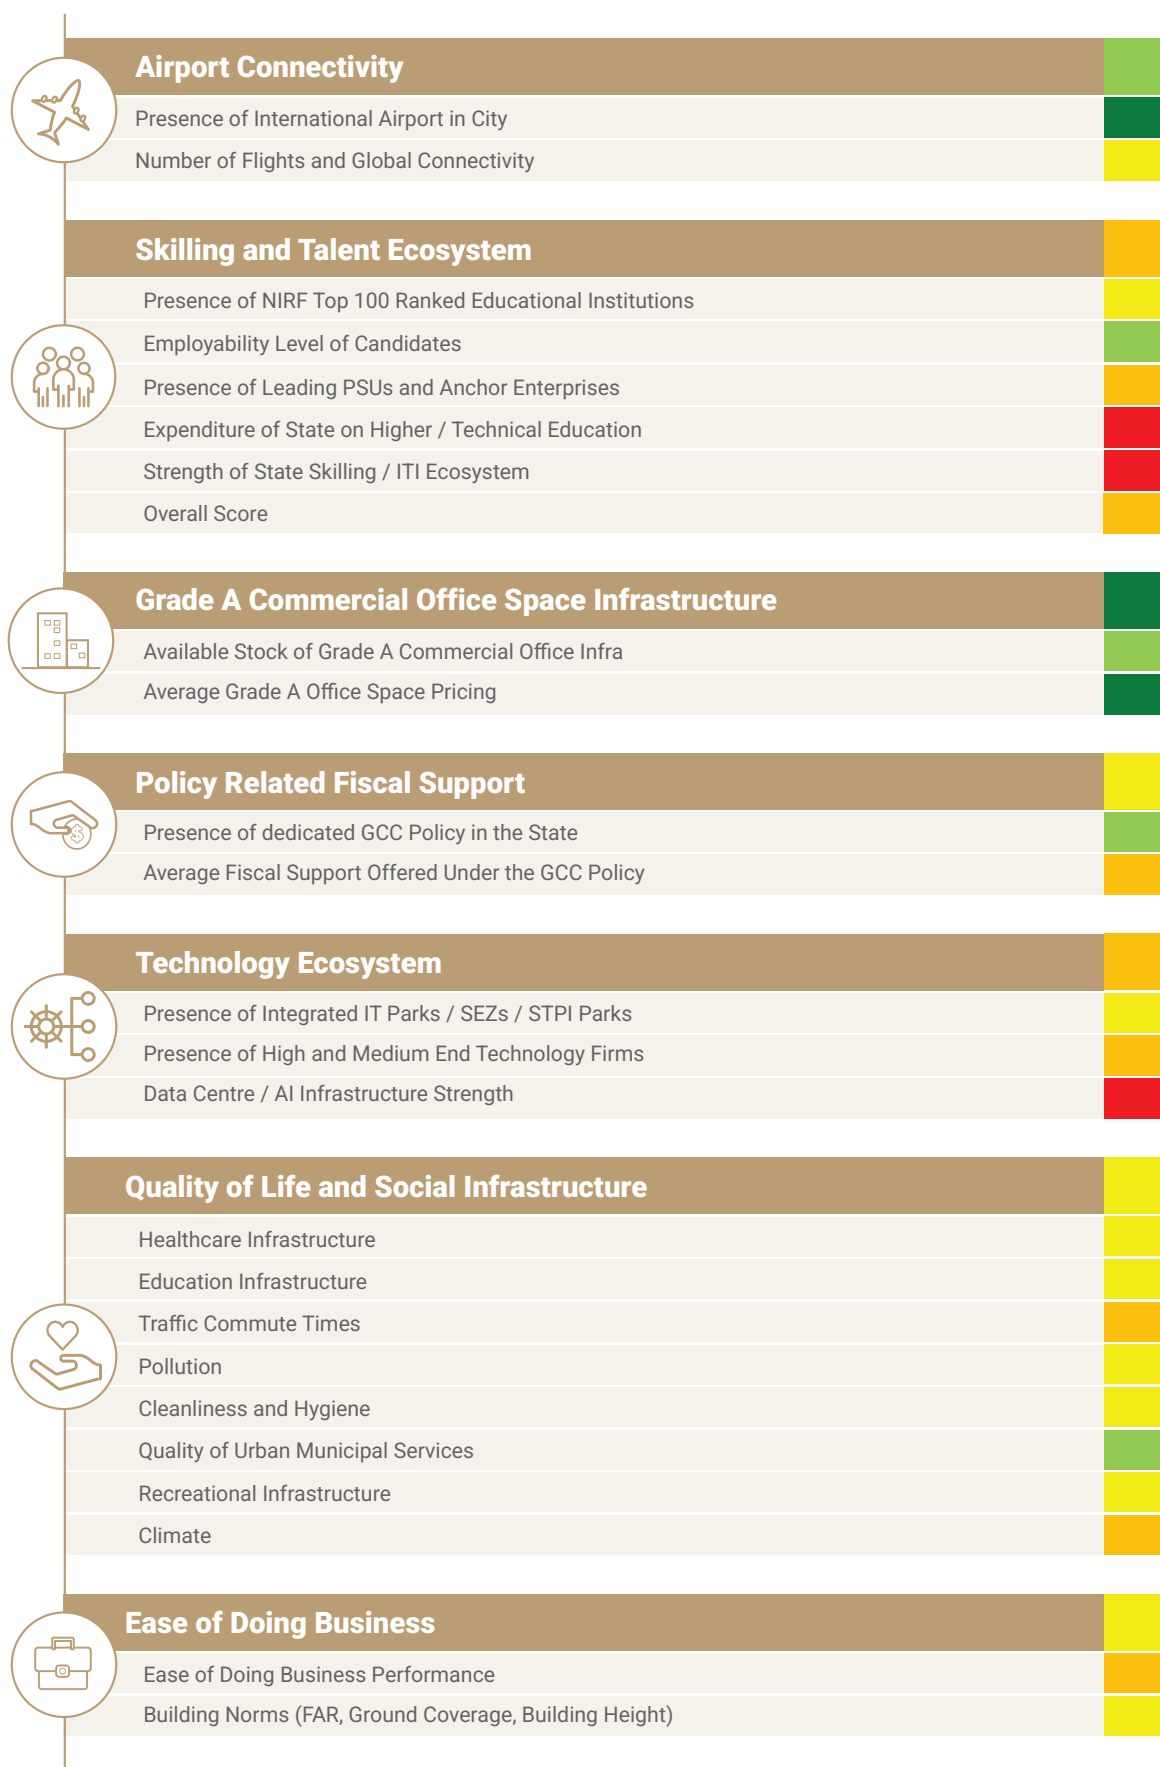 Airport Connectivity
Presence of International Airport in City
Number of Flights and Global Connectivity
Skilling and Talent Ecosystem
Presence of NIRF Top 100 Ranked Educational Institutions
Employability Level of Candidates
Presence of Leading PSUs and Anchor Enterprises
Expenditure of State on Higher / Technical Education
Strength of State Skilling / ITI Ecosystem
Overall Score
Grade A Commercial Office Space Infrastructure
Available Stock of Grade A Commercial Office Infra
Average Grade A Office Space Pricing
Policy Related Fiscal Support
$
Presence of dedicated GCC Policy in the State
Average Fiscal Support Offered Under the GCC Policy
Technology Ecosystem
Presence of Integrated IT Parks / SEZs / STPI Parks
Presence of High and Medium End Technology Firms
Data Centre / AI Infrastructure Strength
Quality of Life and Social Infrastructure
Healthcare Infrastructure
Education Infrastructure
Traffic Commute Times
Pollution
Cleanliness and Hygiene
Quality of Urban Municipal Services
Recreational Infrastructure
Climate
Ease of Doing Business
Ease of Doing Business Performance
Building Norms (FAR, Ground Coverage, Building Height)